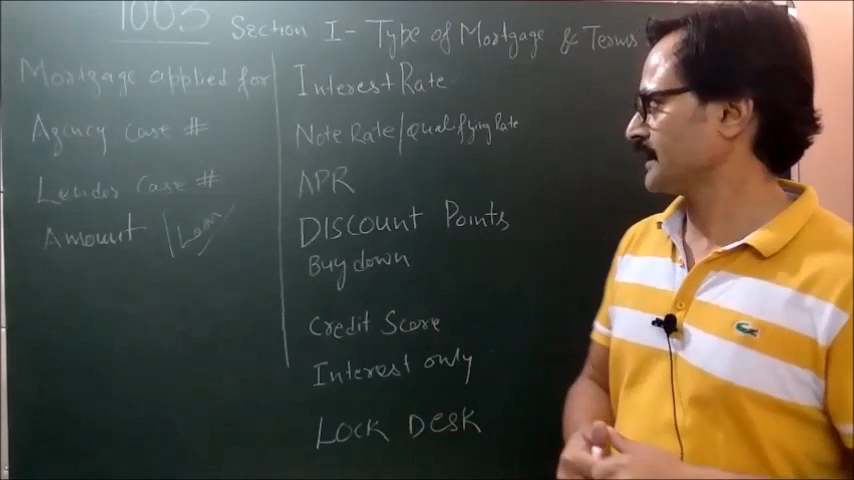 1003 Section I - Type of Mortgage & Terms
Mortgage applied for
Agency case #
Lender Case #
Amount | Loan
Interest Rate
Note Rate/qualifying Rate
APR
DISCOUNT Points
Buy down
Credit Score
Interest only
LOCK DESK